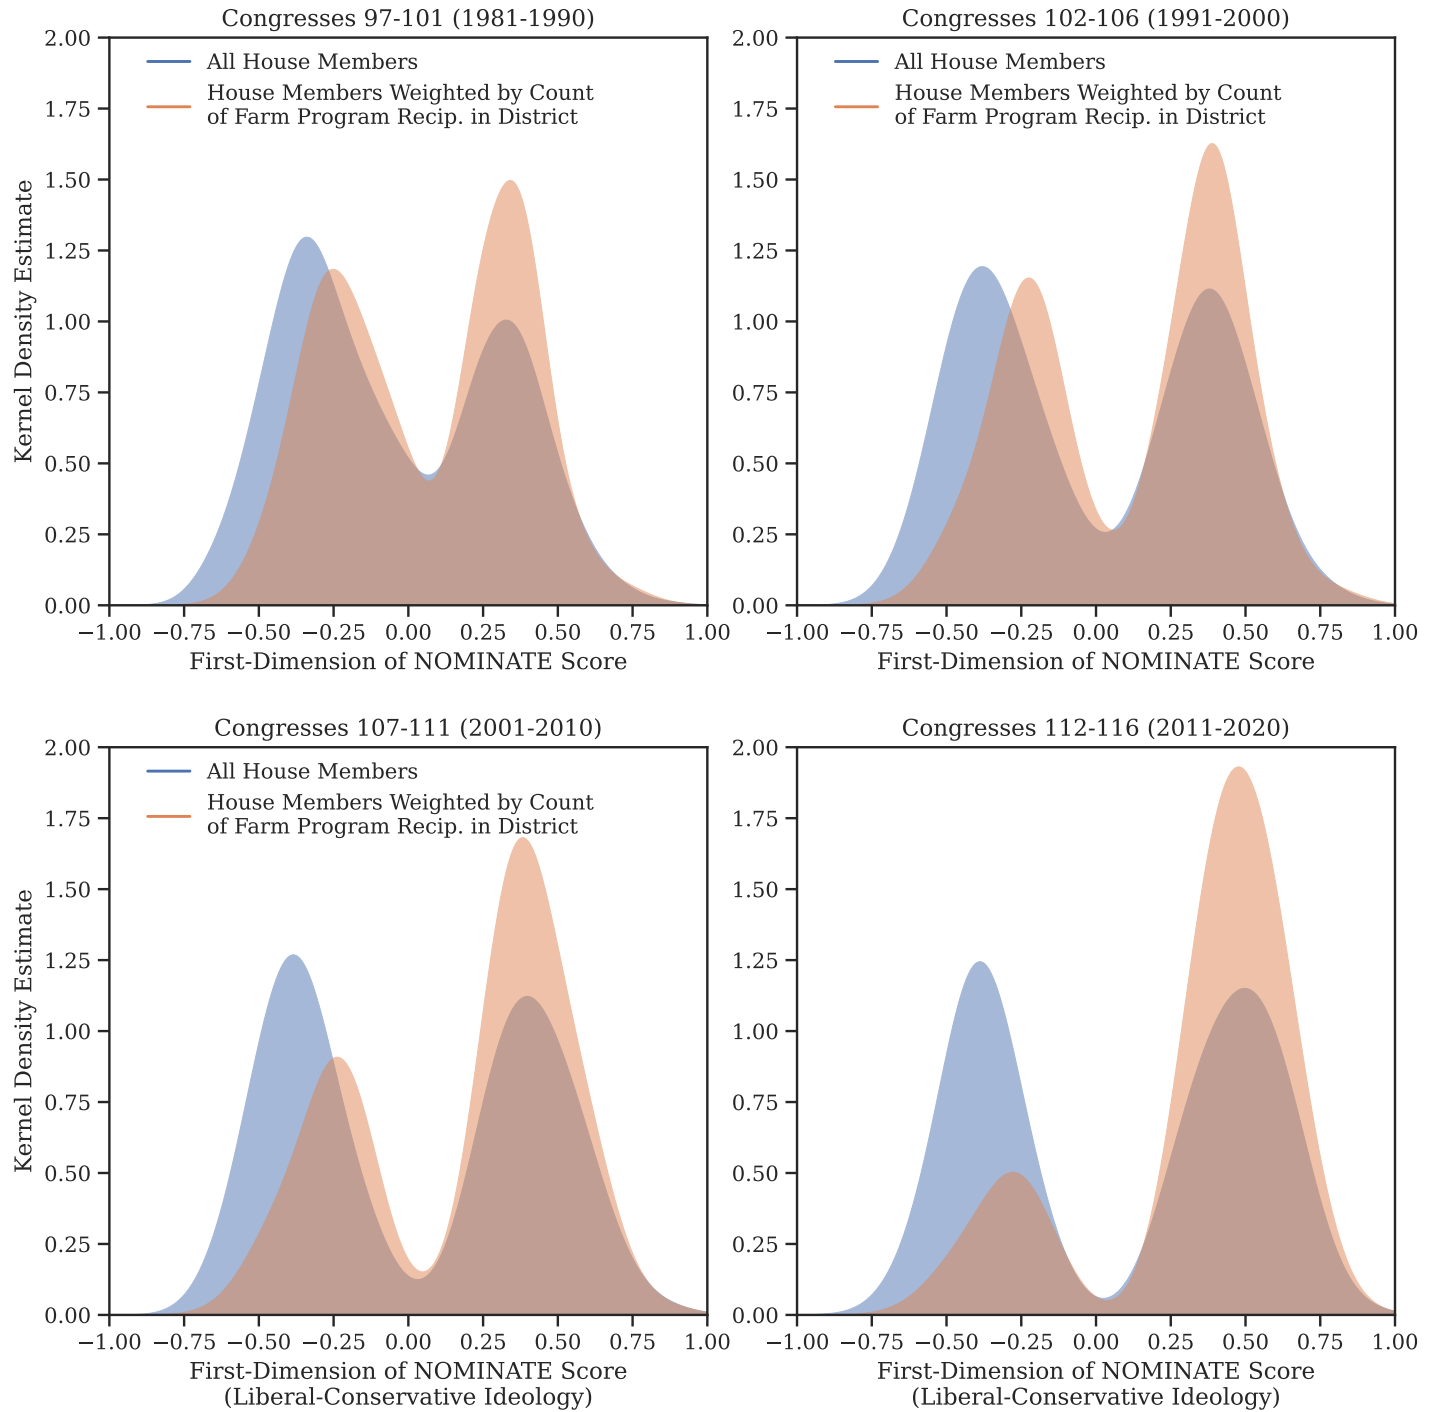 Congresses 97-101 (1981-1990)
2.00
1.75
1.50
1.25
1.00
0.75
0.50
0.25
0.00
Kernel Density Estimate
All House Members
House Members Weighted by Count
of Farm Program Recip. in District
−1.00 −0.75 −0.50 −0.25 0.00 0.25 0.50 0.75 1.00
First-Dimension of NOMINATE Score
Congresses 102-106 (1991-2000)
2.00
1.75
1.50
1.25
1.00
0.75
0.50
0.25
0.00
All House Members
House Members Weighted by Count
of Farm Program Recip. in District
−1.00 −0.75 −0.50 −0.25 0.00 0.25 0.50 0.75 1.00
First-Dimension of NOMINATE Score
Congresses 107-111 (2001-2010)
2.00
1.75
1.50
1.25
1.00
0.75
0.50
0.25
0.00
Kernel Density Estimate
All House Members
House Members Weighted by Count
of Farm Program Recip. in District
−1.00 −0.75 −0.50 −0.25 0.00 0.25 0.50 0.75 1.00
First-Dimension of NOMINATE Score
(Liberal-Conservative Ideology)
Congresses 112-116 (2011-2020)
2.00
1.75
1.50
1.25
1.00
0.75
0.50
0.25
0.00
−1.00 −0.75 −0.50 −0.25 0.00 0.25 0.50 0.75 1.00
First-Dimension of NOMINATE Score
(Liberal-Conservative Ideology)